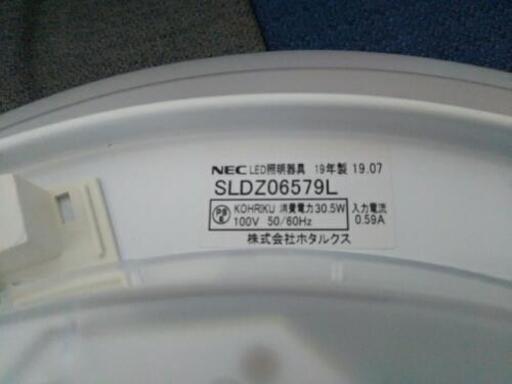 NEC LED照明器具 19年製 19.07
SLDZ06579L
KOHRIKU 消費電力30.5W 入力電流
100V 50/60Hz 0.59A
株式会社ホタルクス